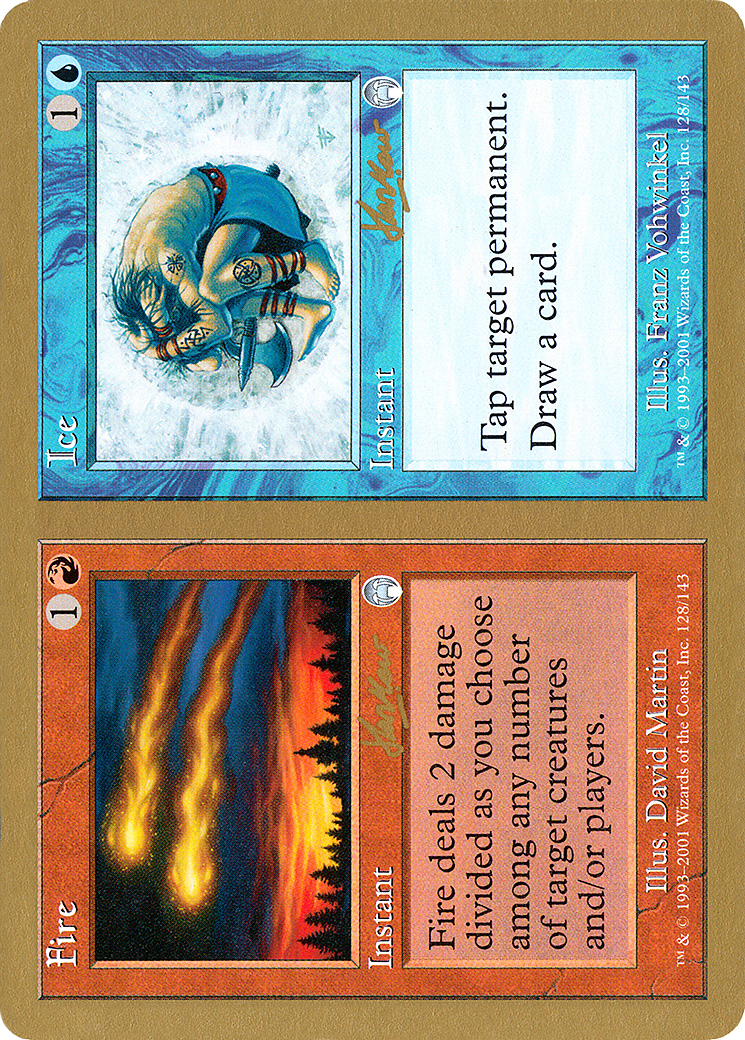 Fire 1
Instant
Fire deals 2 damage
divided as you choose
among any number
of target creatures
and/or players.
Illus. David Martin
™ & © 1993–2001 Wizards of the Coast, Inc. 128/143
Ice 1
Instant
Tap target permanent.
Draw a card.
Illus. Franz Vohwinkel
™ & © 1993–2001 Wizards of the Coast, Inc. 128/143